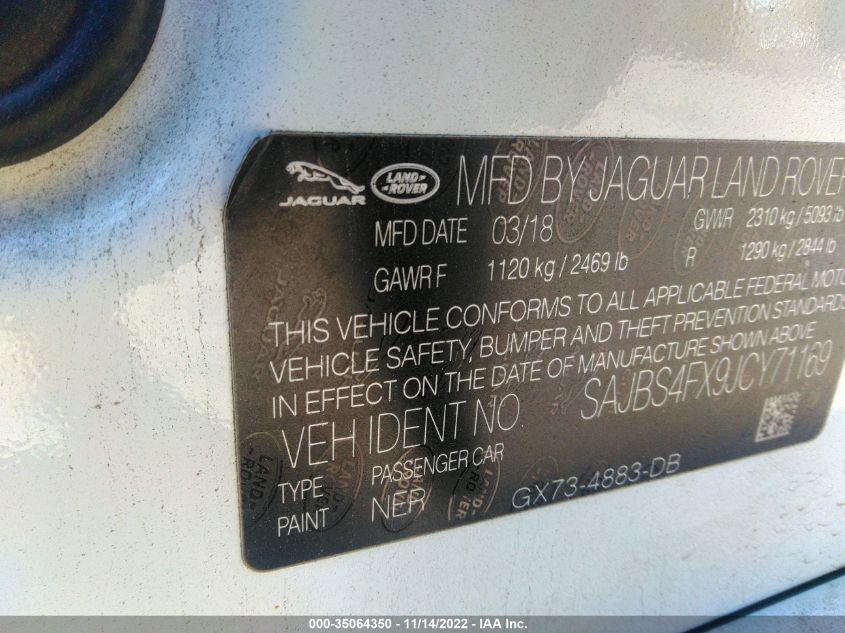 JAGUAR LAND ROVER MFD BY JAGUAR LAND ROVER
MFD DATE 03/18 GVWR 2310 kg / 5093 lb
GAWR F 1120 kg / 2469 lb R 1290 kg / 2844 lb
THIS VEHICLE CONFORMS TO ALL APPLICABLE FEDERAL MOTO
VEHICLE SAFETY, BUMPER AND THEFT PREVENTION STANDARDS
IN EFFECT ON THE DATE OF MANUFACTURE SHOWN ABOVE
VEH IDENT NO SAJBS4FX9JCY71169
TYPE PASSENGER CAR
PAINT NER GX73-4883-DB
000-35064350 - 11/14/2022 - IAA Inc.